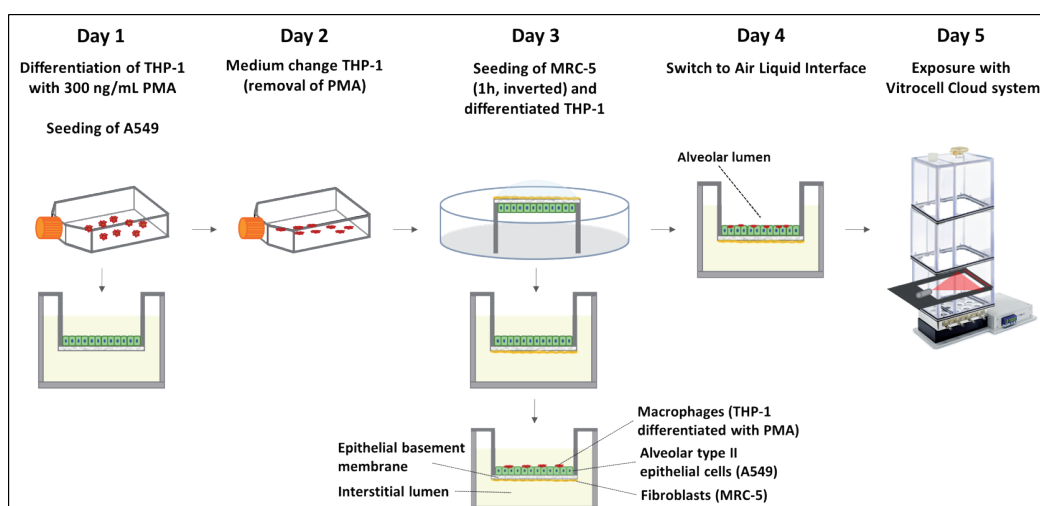 Day 1
Differentiation of THP-1
with 300 ng/mL PMA
Seeding of A549
Day 2
Medium change THP-1
(removal of PMA)
Day 3
Seeding of MRC-5
(1h, inverted) and
differentiated THP-1
Day 4
Switch to Air Liquid Interface
Alveolar lumen
Day 5
Exposure with
Vitrocell Cloud system
Epithelial basement
membrane
Interstitial lumen
Macrophages (THP-1
differentiated with PMA)
Alveolar type II
epithelial cells (A549)
Fibroblasts (MRC-5)